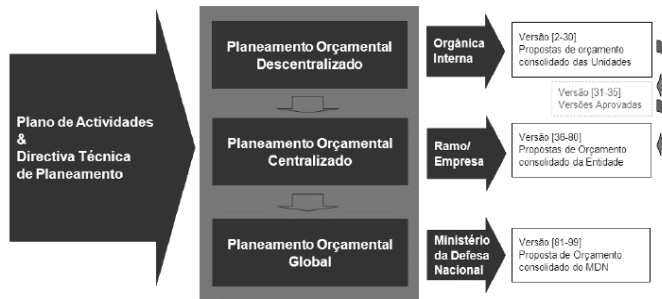 Plano de Actividades
&
Directiva Técnica
de Planeamento
Planeamento Orçamental
Descentralizado
Orgânica
Interna
Versão [2-30]
Propostas de orçamento
consolidado das Unidades
Versão [31-35]
Versões Aprovadas
Planeamento Orçamental
Centralizado
Ramo/
Empresa
Versão [36-80]
Propostas de Orçamento
consolidado da Entidade
Planeamento Orçamental
Global
Ministério
da Defesa
Nacional
Versão [81-99]
Proposta de Orçamento
consolidado do MDN